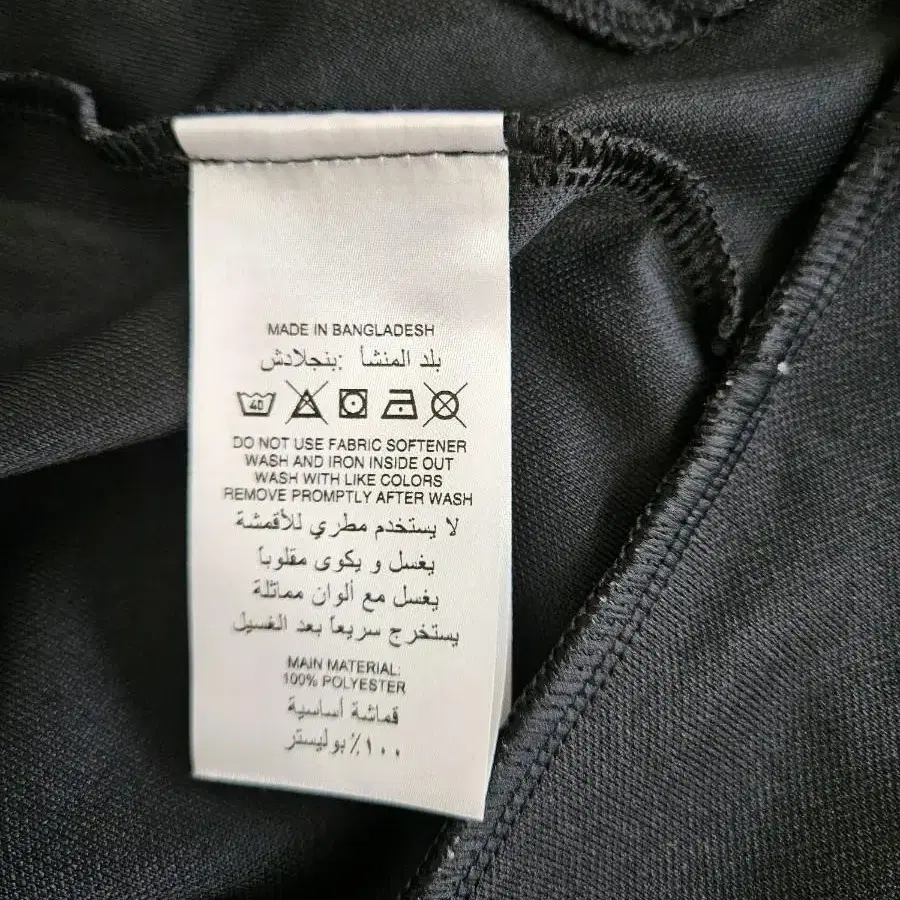 MADE IN BANGLADESH
بلد المنشأ :بنجلادش
40
DO NOT USE FABRIC SOFTENER
WASH AND IRON INSIDE OUT
WASH WITH LIKE COLORS
REMOVE PROMPTLY AFTER WASH
لا يستخدم مطري للأقمشة
يغسل و يكوى مقلوباً
يغسل مع ألوان مماثلة
يستخرج سريعاً بعد الغسيل
MAIN MATERIAL:
100% POLYESTER
قماشة أساسية
١٠٠٪ بوليستر